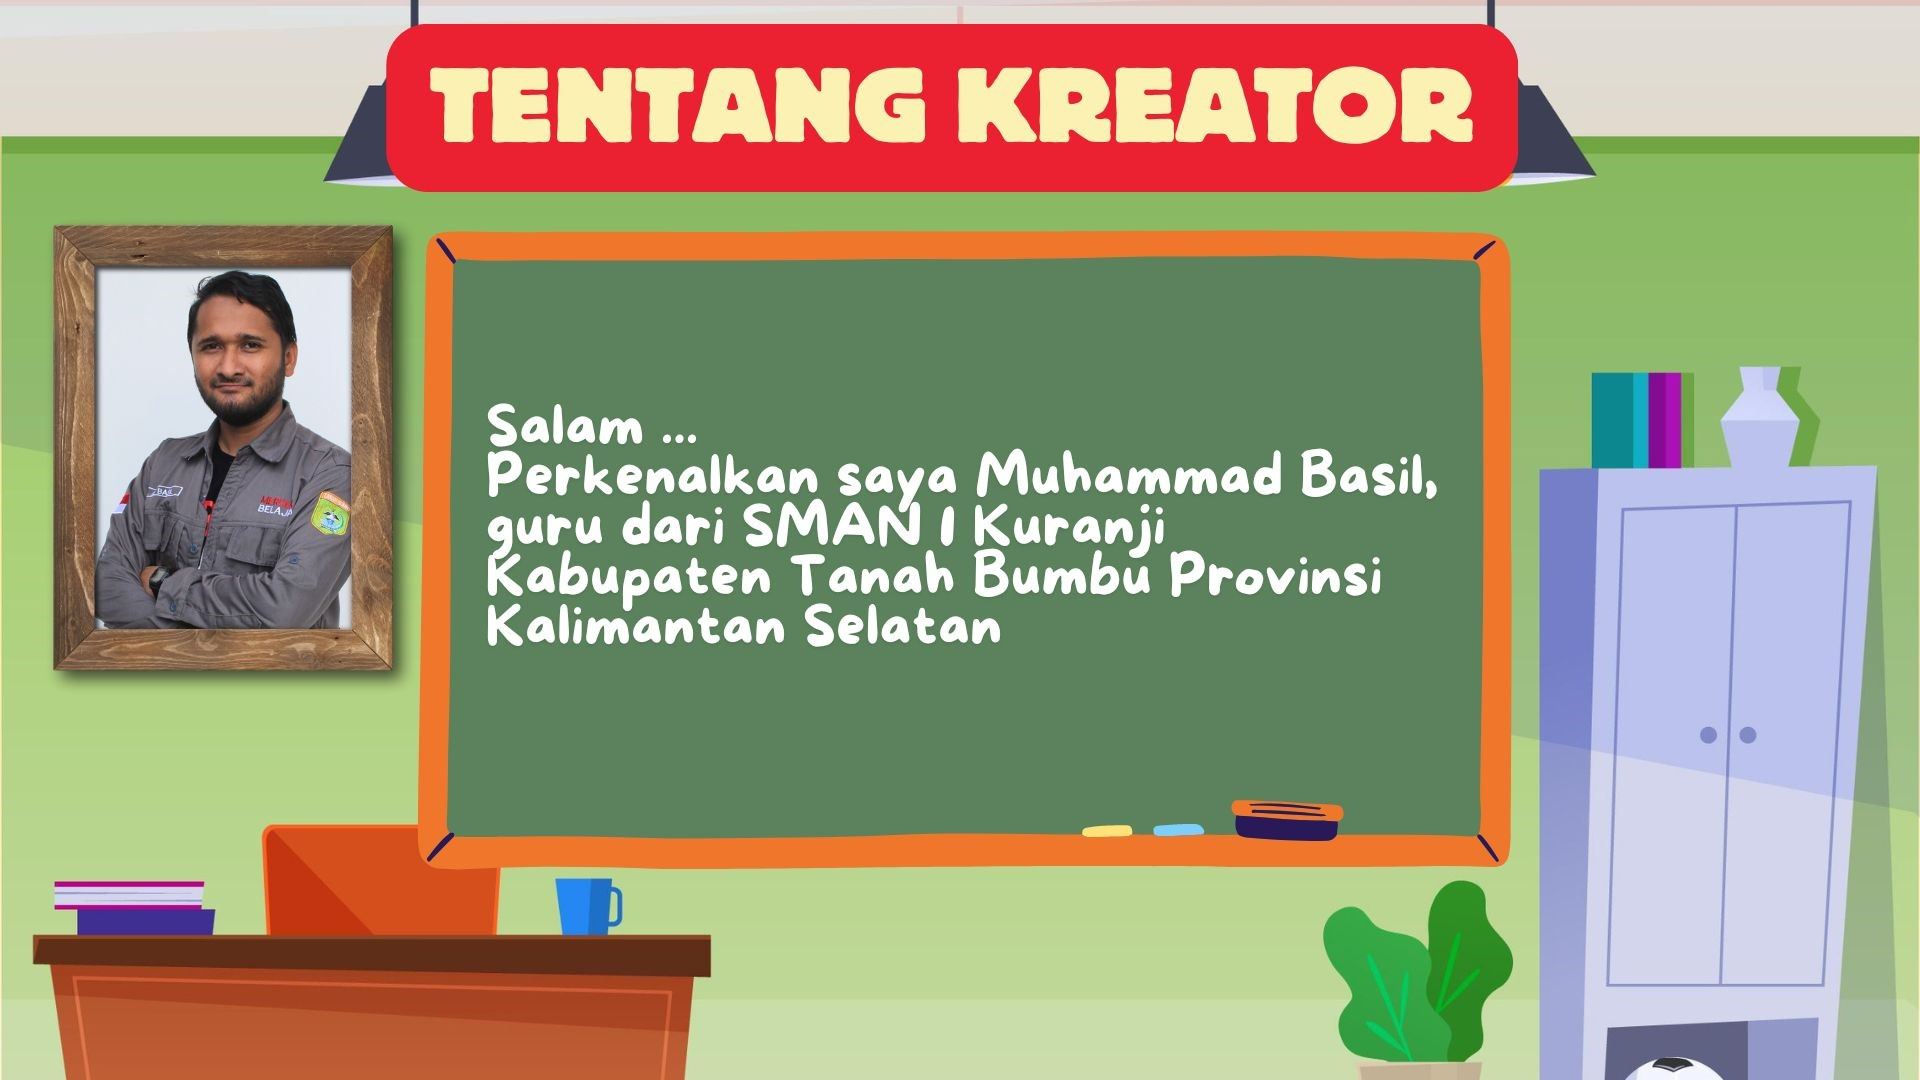 TENTANG KREATOR
Salam ...
Perkenalkan saya Muhammad Basil,
guru dari SMAN 1 Kuranji
Kabupaten Tanah Bumbu Provinsi
Kalimantan Selatan